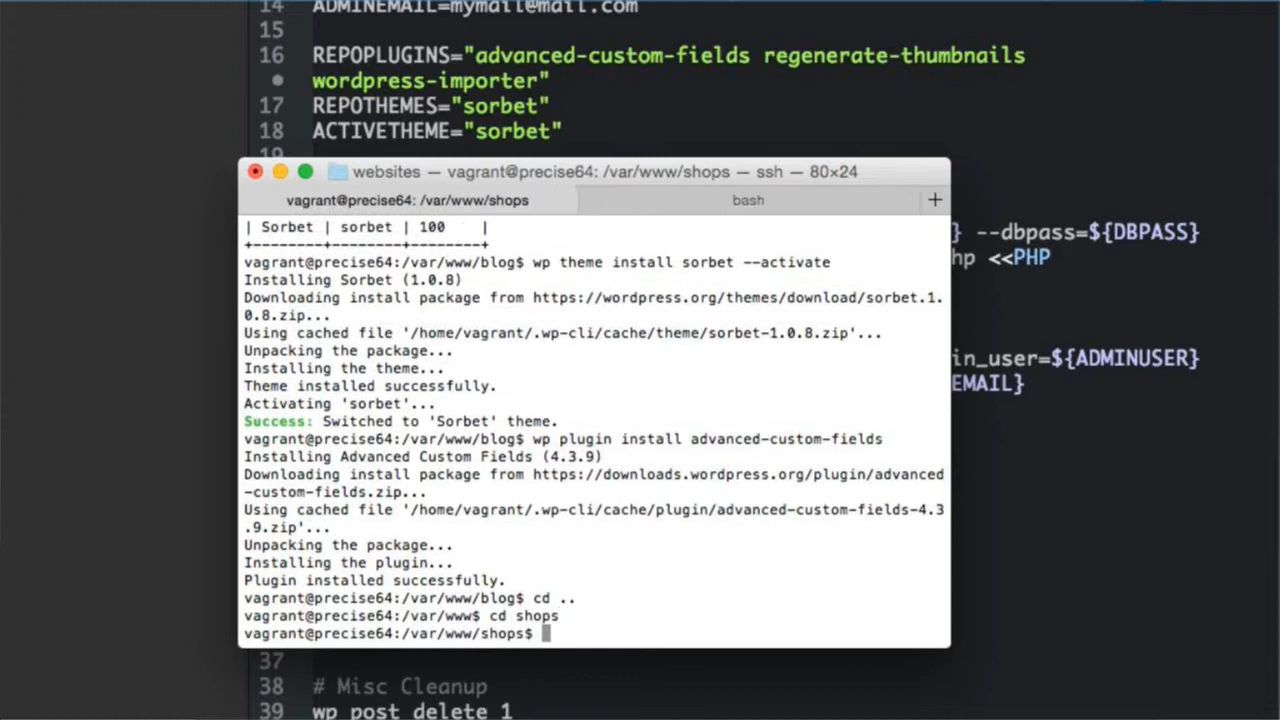 14 ADMINEMAIL=mymail@mail.com
15
16 REPOPLUGINS="advanced-custom-fields regenerate-thumbnails
wordpress-importer"
17 REPOTHEMES="sorbet"
18 ACTIVETHEME="sorbet"
19
websites — vagrant@precise64: /var/www/shops — ssh — 80×24
vagrant@precise64: /var/www/shops
bash
+
| Sorbet | sorbet | 100 |
+--------+--------+--------+
vagrant@precise64:/var/www/blog$ wp theme install sorbet --activate
Installing Sorbet (1.0.8)
Downloading install package from https://wordpress.org/themes/download/sorbet.1.
0.8.zip...
Using cached file '/home/vagrant/.wp-cli/cache/theme/sorbet-1.0.8.zip'...
Unpacking the package...
Installing the theme...
Theme installed successfully.
Activating 'sorbet'...
Success: Switched to 'Sorbet' theme.
vagrant@precise64:/var/www/blog$ wp plugin install advanced-custom-fields
Installing Advanced Custom Fields (4.3.9)
Downloading install package from https://downloads.wordpress.org/plugin/advanced
-custom-fields.zip...
Using cached file '/home/vagrant/.wp-cli/cache/plugin/advanced-custom-fields-4.3
.9.zip'...
Unpacking the package...
Installing the plugin...
Plugin installed successfully.
vagrant@precise64:/var/www/blog$ cd ..
vagrant@precise64:/var/www$ cd shops
vagrant@precise64:/var/www/shops$
} --dbpass=${DBPASS}
hp <<PHP
in_user=${ADMINUSER}
EMAIL}
37
38 # Misc Cleanup
39 wp post delete 1